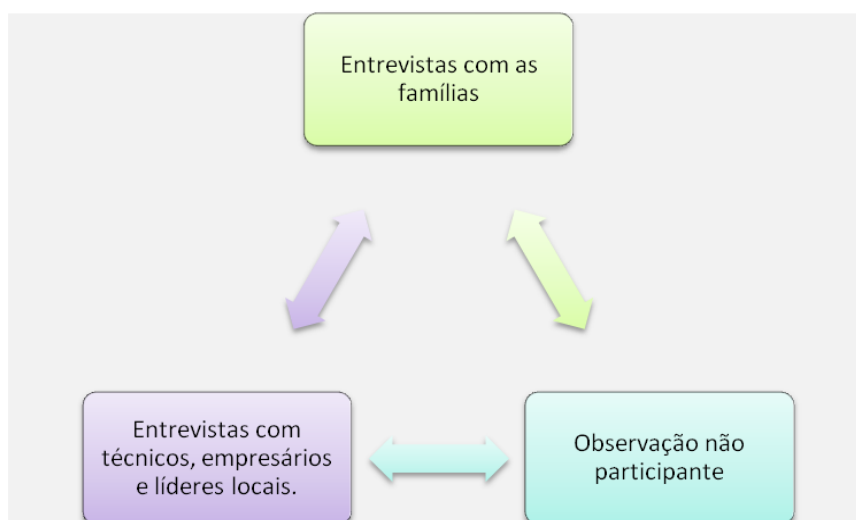 Entrevistas com as
famílias
Entrevistas com
técnicos, empresários
e líderes locais.
Observação não
participante